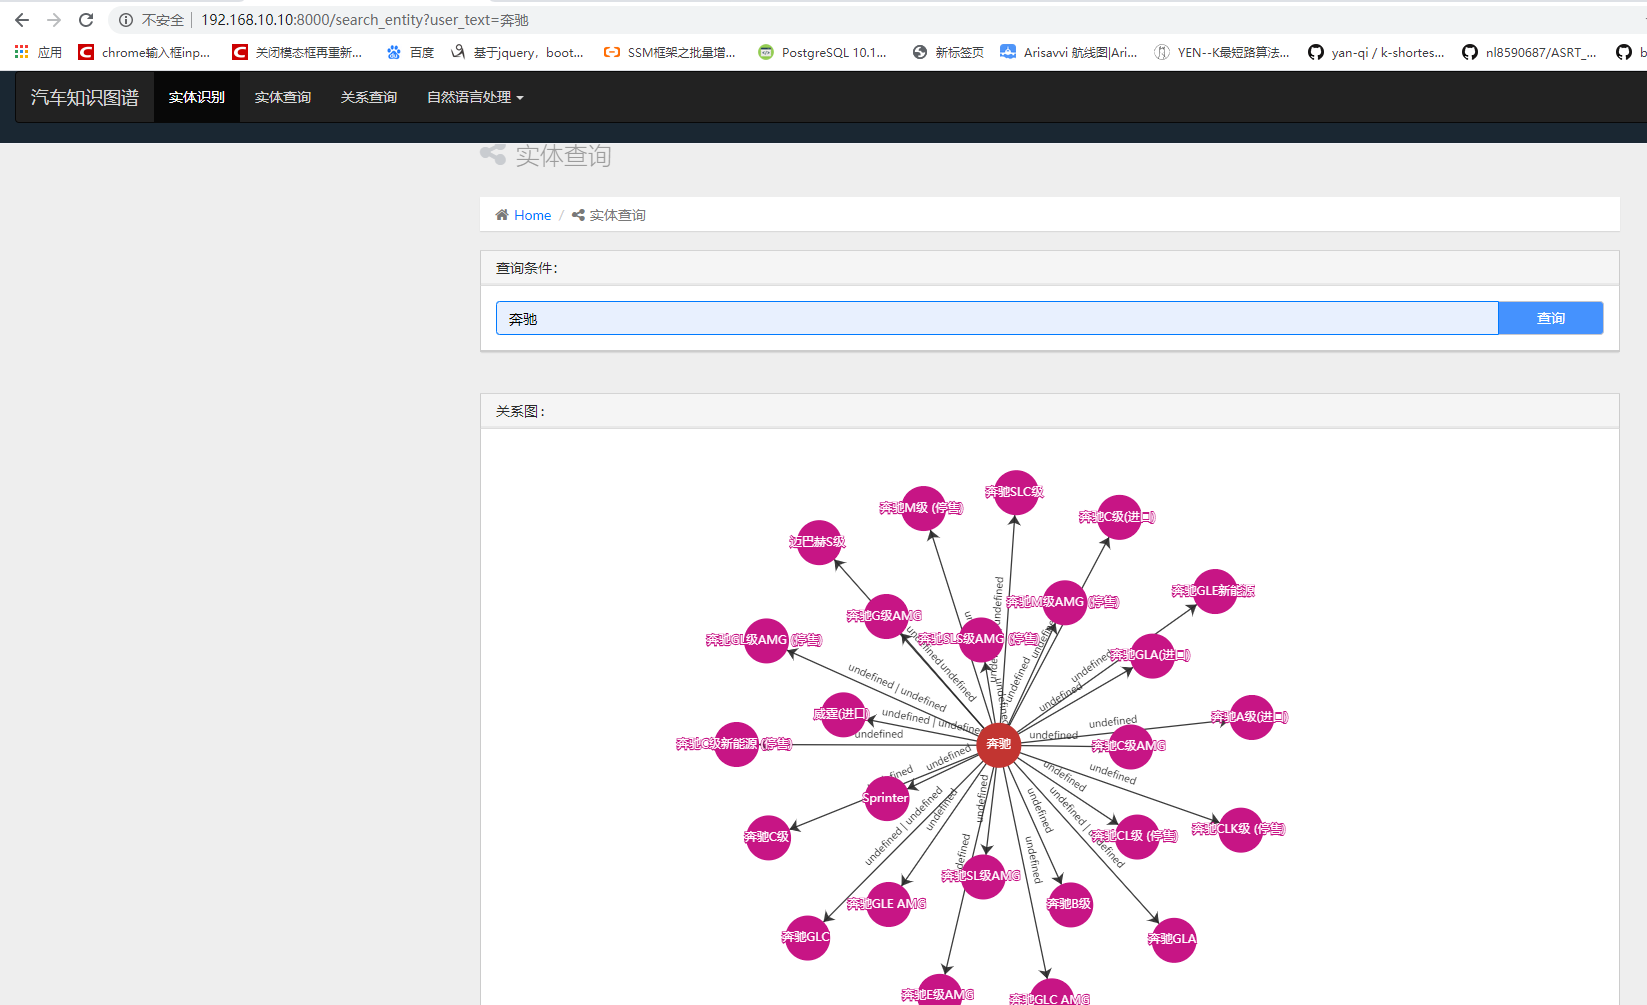 不安全 192.168.10.10:8000/search_entity?user_text=奔驰
应用 chrome输入框inp... 关闭模态框再重新... 百度 基于jquery，boot... SSM框架之批量增... PostgreSQL 10.1... 新标签页 Arisavvi 航线图|Ari... YEN--K最短路算法... yan-qi / k-shortes... nl8590687/ASRT_... b
汽车知识图谱 实体识别 实体查询 关系查询 自然语言处理
实体查询
Home / 实体查询
查询条件：
奔驰 查询
关系图：
奔驰SLC级
奔驰M级 (停售)
奔驰C级(进口)
迈巴赫S级
奔驰GLE新能源
奔驰M级AMG (停售)
奔驰G级AMG
奔驰SLS级AMG (停售)
奔驰GL级AMG (停售)
奔驰GLA(进口)
undefined
undefined
undefined
undefined
undefined | undefined
undefined
undefined
威霆(进口)
undefined | undefined
奔驰A级(进口)
undefined
undefined
undefined
奔驰C级新能源 (停售)
奔驰
奔驰C级AMG
undefined
undefined
undefined
Sprinter
undefined
undefined | undefined
undefined
undefined
奔驰C级
奔驰CL级 (停售)
奔驰CLK级 (停售)
undefined
奔驰SL级AMG
奔驰GLE AMG
奔驰B级
奔驰GLC
奔驰GLA
奔驰E级AMG
奔驰GLC AMG